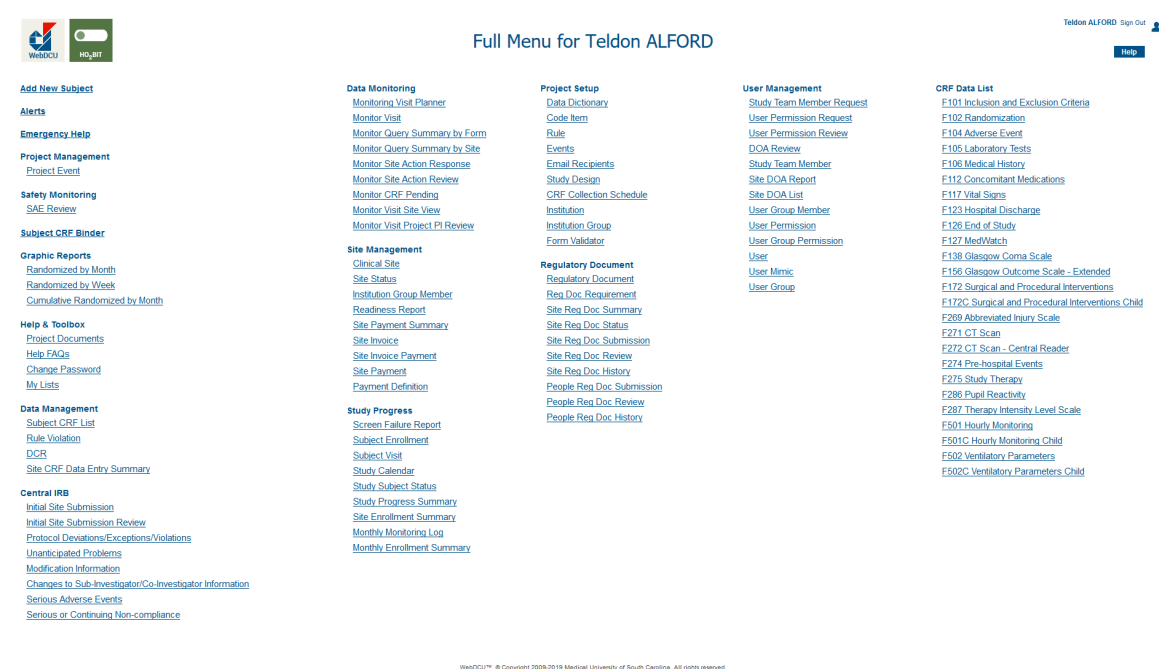 WebDCU
HO2BIT
Full Menu for Teldon ALFORD
Teldon ALFORD Sign Out
Help
Add New Subject
Alerts
Emergency Help
Project Management
Project Event
Safety Monitoring
SAE Review
Subject CRF Binder
Graphic Reports
Randomized by Month
Randomized by Week
Cumulative Randomized by Month
Help & Toolbox
Project Documents
Help FAQs
Change Password
My Lists
Data Management
Subject CRF List
Rule Violation
DCR
Site CRF Data Entry Summary
Central IRB
Initial Site Submission
Initial Site Submission Review
Protocol Deviations/Exceptions/Violations
Unanticipated Problems
Modification Information
Changes to Sub-Investigator/Co-Investigator Information
Serious Adverse Events
Serious or Continuing Non-compliance
Data Monitoring
Monitoring Visit Planner
Monitor Visit
Monitor Query Summary by Form
Monitor Query Summary by Site
Monitor Site Action Response
Monitor Site Action Review
Monitor CRF Pending
Monitor Visit Site View
Monitor Visit Project PI Review
Site Management
Clinical Site
Site Status
Institution Group Member
Readiness Report
Site Payment Summary
Site Invoice
Site Invoice Payment
Site Payment
Payment Definition
Study Progress
Screen Failure Report
Subject Enrollment
Subject Visit
Study Calendar
Study Subject Status
Study Progress Summary
Site Enrollment Summary
Monthly Monitoring Log
Monthly Enrollment Summary
Project Setup
Data Dictionary
Code Item
Rule
Events
Email Recipients
Study Design
CRF Collection Schedule
Institution
Institution Group
Form Validator
Regulatory Document
Regulatory Document
Reg Doc Requirement
Site Reg Doc Summary
Site Reg Doc Status
Site Reg Doc Submission
Site Reg Doc Review
Site Reg Doc History
People Reg Doc Submission
People Reg Doc Review
People Reg Doc History
User Management
Study Team Member Request
User Permission Request
User Permission Review
DOA Review
Study Team Member
Site DOA Report
Site DOA List
User Group Member
User Permission
User Group Permission
User
User Mimic
User Group
CRF Data List
F101 Inclusion and Exclusion Criteria
F102 Randomization
F104 Adverse Event
F105 Laboratory Tests
F106 Medical History
F112 Concomitant Medications
F117 Vital Signs
F123 Hospital Discharge
F126 End of Study
F127 MedWatch
F138 Glasgow Coma Scale
F156 Glasgow Outcome Scale - Extended
F172 Surgical and Procedural Interventions
F172C Surgical and Procedural Interventions Child
F269 Abbreviated Injury Scale
F271 CT Scan
F272 CT Scan - Central Reader
F274 Pre-hospital Events
F275 Study Therapy
F286 Pupil Reactivity
F287 Therapy Intensity Level Scale
F501 Hourly Monitoring
F501C Hourly Monitoring Child
F502 Ventilatory Parameters
F502C Ventilatory Parameters Child
WebDCU™ © Copyright 2009-2019 Medical University of South Carolina. All rights reserved.